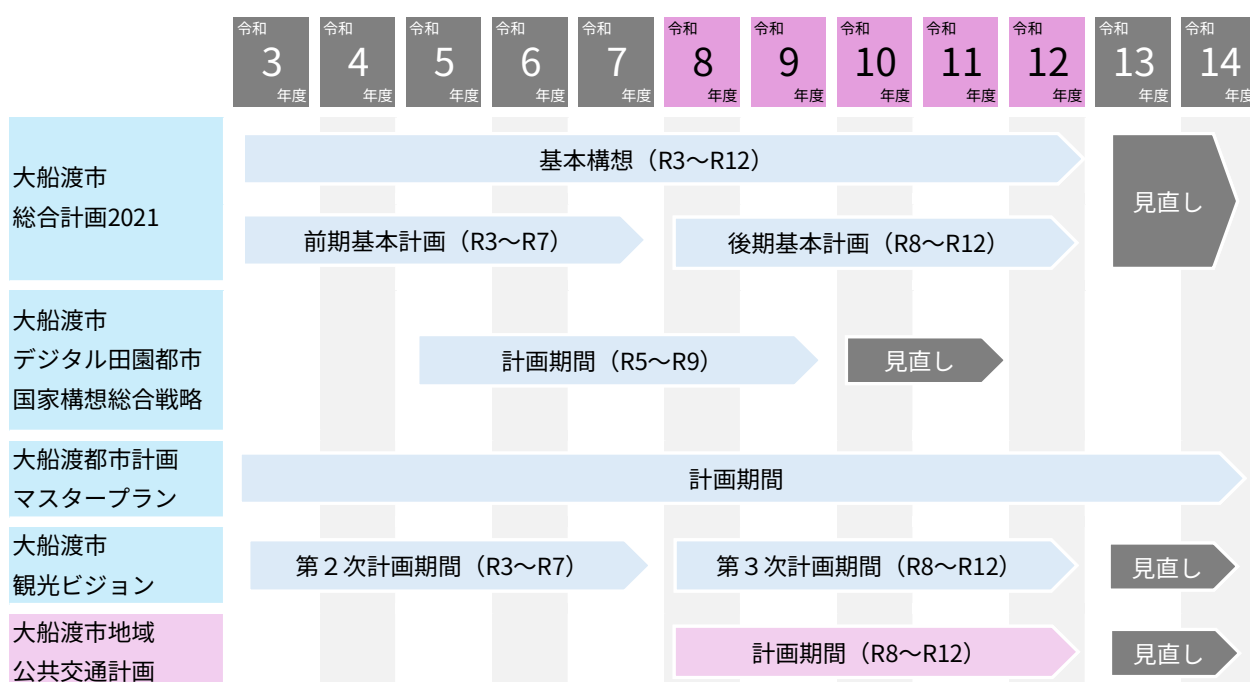 令和 令和 令和 令和 令和 令和 令和 令和 令和 令和 令和 令和
3 4 5 6 7 8 9 10 11 12 13 14
年度 年度 年度 年度 年度 年度 年度 年度 年度 年度 年度 年度
大船渡市
総合計画2021
基本構想（R3～R12）
見直し
前期基本計画（R3～R7）
後期基本計画（R8～R12）
大船渡市
デジタル田園都市
国家構想総合戦略
計画期間（R5～R9）
見直し
大船渡都市計画
マスタープラン
計画期間
大船渡市
観光ビジョン
第２次計画期間（R3～R7）
第３次計画期間（R8～R12）
見直し
大船渡市地域
公共交通計画
計画期間（R8～R12）
見直し